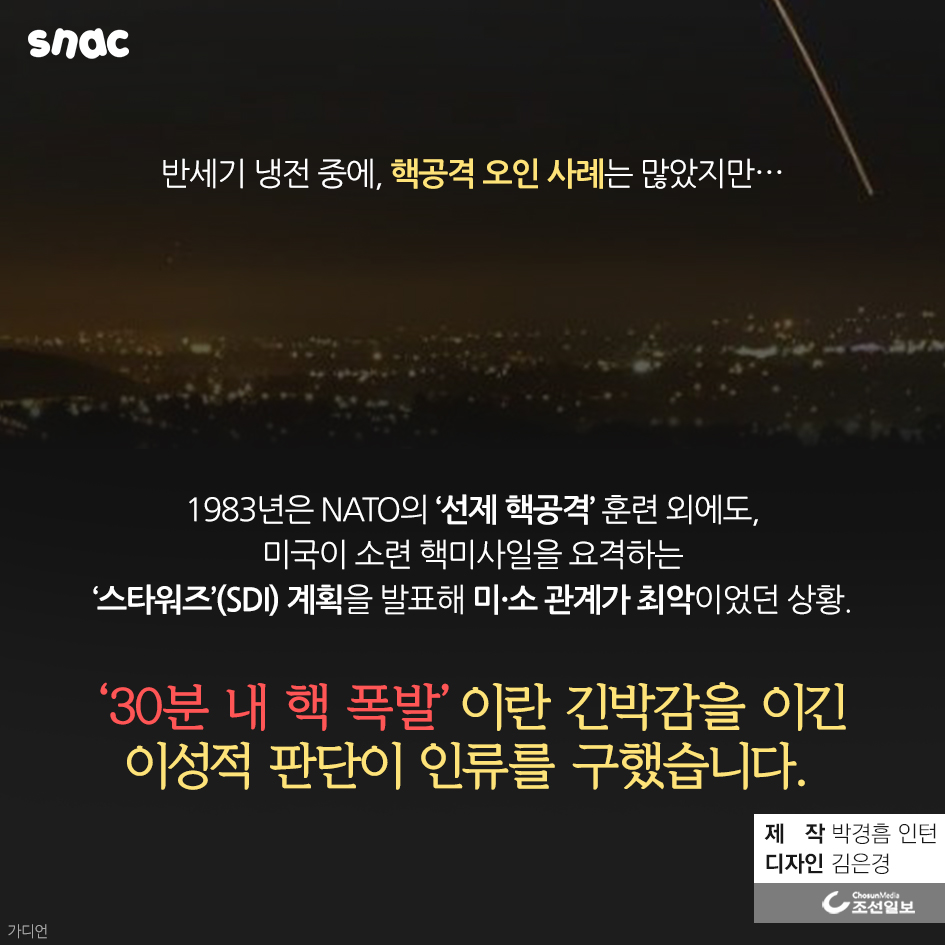 snac
반세기 냉전 중에, 핵공격 오인 사례는 많았지만…
1983년은 NATO의 ‘선제 핵공격’ 훈련 외에도,
미국이 소련 핵미사일을 요격하는
‘스타워즈’(SDI) 계획을 발표해 미·소 관계가 최악이었던 상황.
‘30분 내 핵 폭발’ 이란 긴박감을 이긴
이성적 판단이 인류를 구했습니다.
제 작 박경흠 인턴
디자인 김은경
ChosunMedia
조선일보
가디언